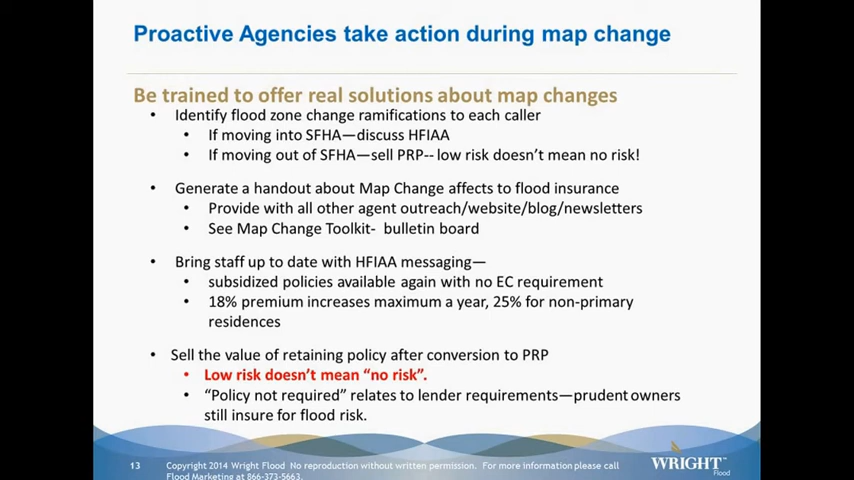 Proactive Agencies take action during map change
Be trained to offer real solutions about map changes
• Identify flood zone change ramifications to each caller
• If moving into SFHA—discuss HFIAA
• If moving out of SFHA—sell PRP-- low risk doesn't mean no risk!
• Generate a handout about Map Change affects to flood insurance
• Provide with all other agent outreach/website/blog/newsletters
• See Map Change Toolkit- bulletin board
• Bring staff up to date with HFIAA messaging—
• subsidized policies available again with no EC requirement
• 18% premium increases maximum a year, 25% for non-primary
residences
• Sell the value of retaining policy after conversion to PRP
• Low risk doesn't mean “no risk”.
• “Policy not required” relates to lender requirements—prudent owners
still insure for flood risk.
13
Copyright 2014 Wright Flood No reproduction without written permission. For more information please call
Flood Marketing at 866-373-5663.
WRIGHT™
Flood